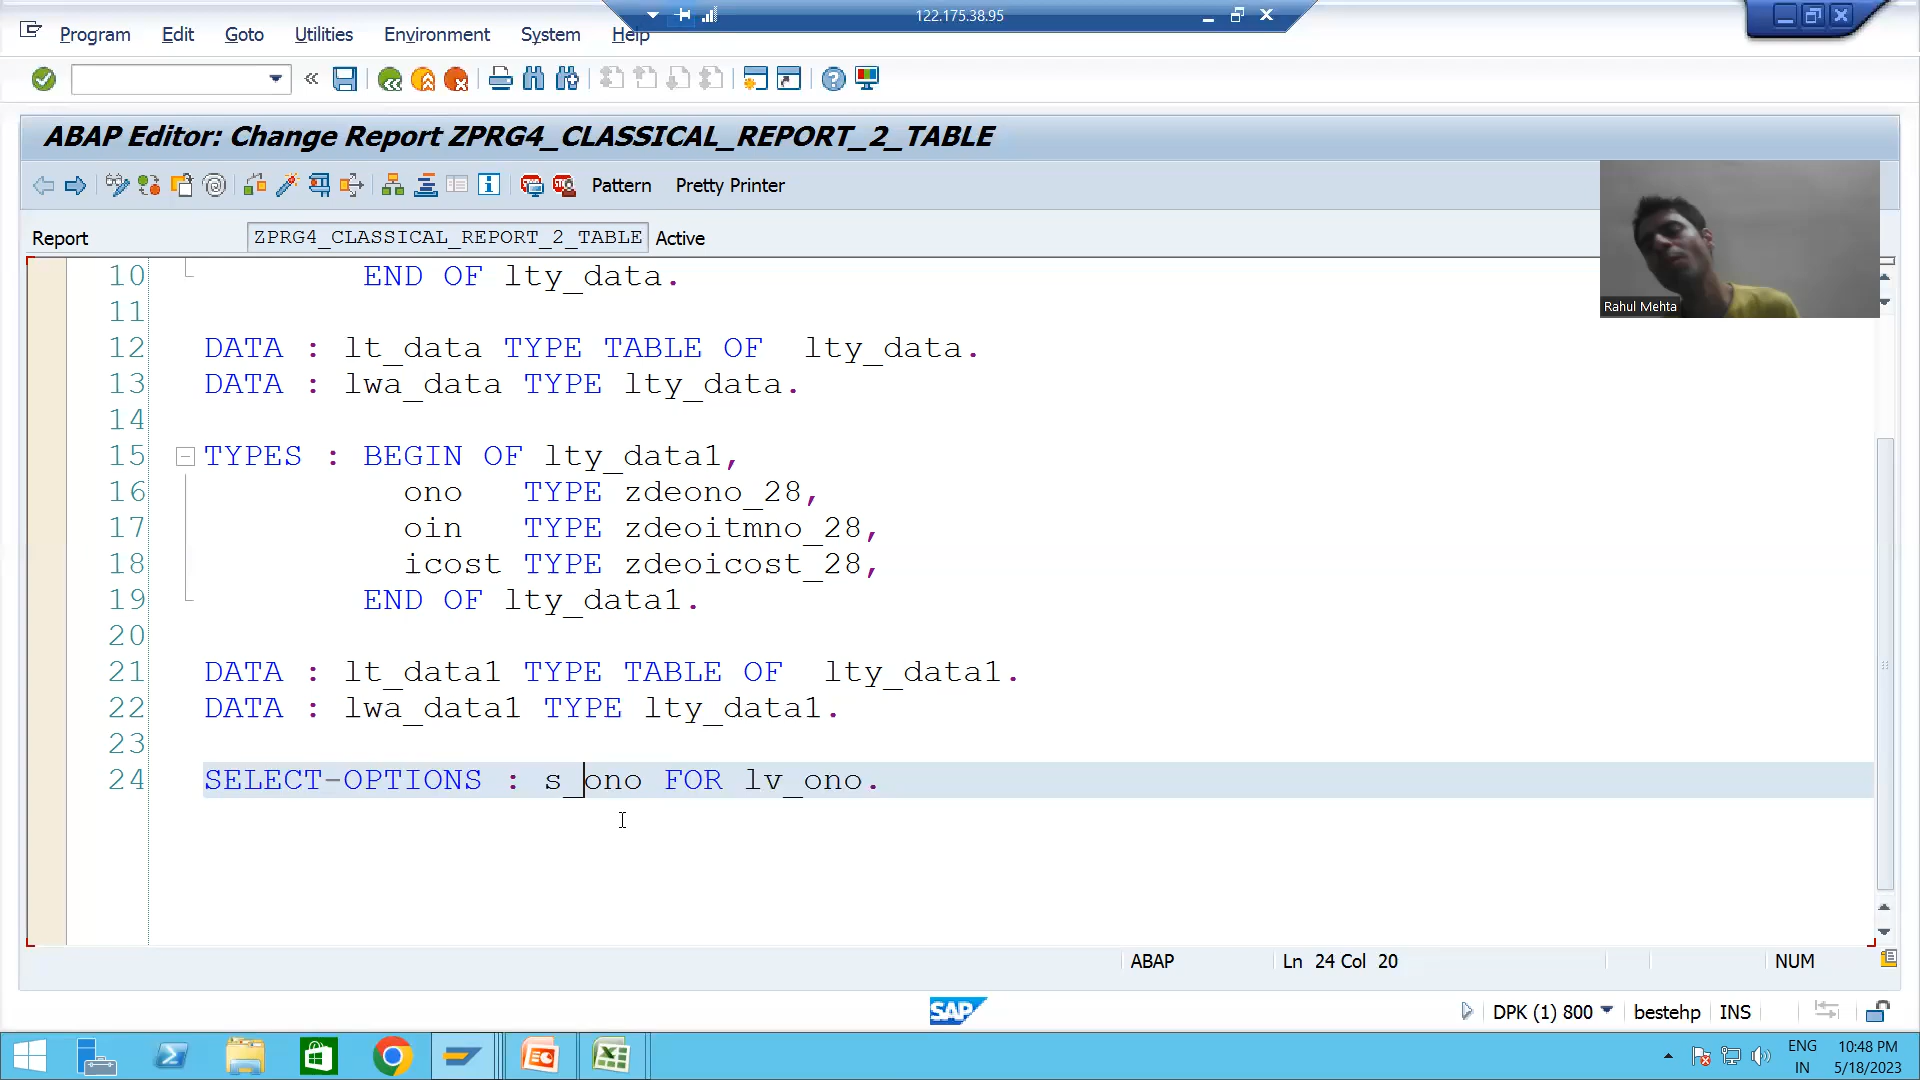 122.175.38.95
Program Edit Goto Utilities Environment System Help
ABAP Editor: Change Report ZPRG4_CLASSICAL_REPORT_2_TABLE
Pattern Pretty Printer
Report ZPRG4_CLASSICAL_REPORT_2_TABLE Active
Rahul Mehta
10 END OF lty_data.
11
12 DATA : lt_data TYPE TABLE OF lty_data.
13 DATA : lwa_data TYPE lty_data.
14
15 TYPES : BEGIN OF lty_data1,
16 ono TYPE zdeono_28,
17 oin TYPE zdeoitmno_28,
18 icost TYPE zdeoicost_28,
19 END OF lty_data1.
20
21 DATA : lt_data1 TYPE TABLE OF lty_data1.
22 DATA : lwa_data1 TYPE lty_data1.
23
24 SELECT-OPTIONS : s_ono FOR lv_ono.
ABAP Ln 24 Col 20 NUM
SAP DPK (1) 800 bestehp INS
ENG 10:48 PM
IN 5/18/2023